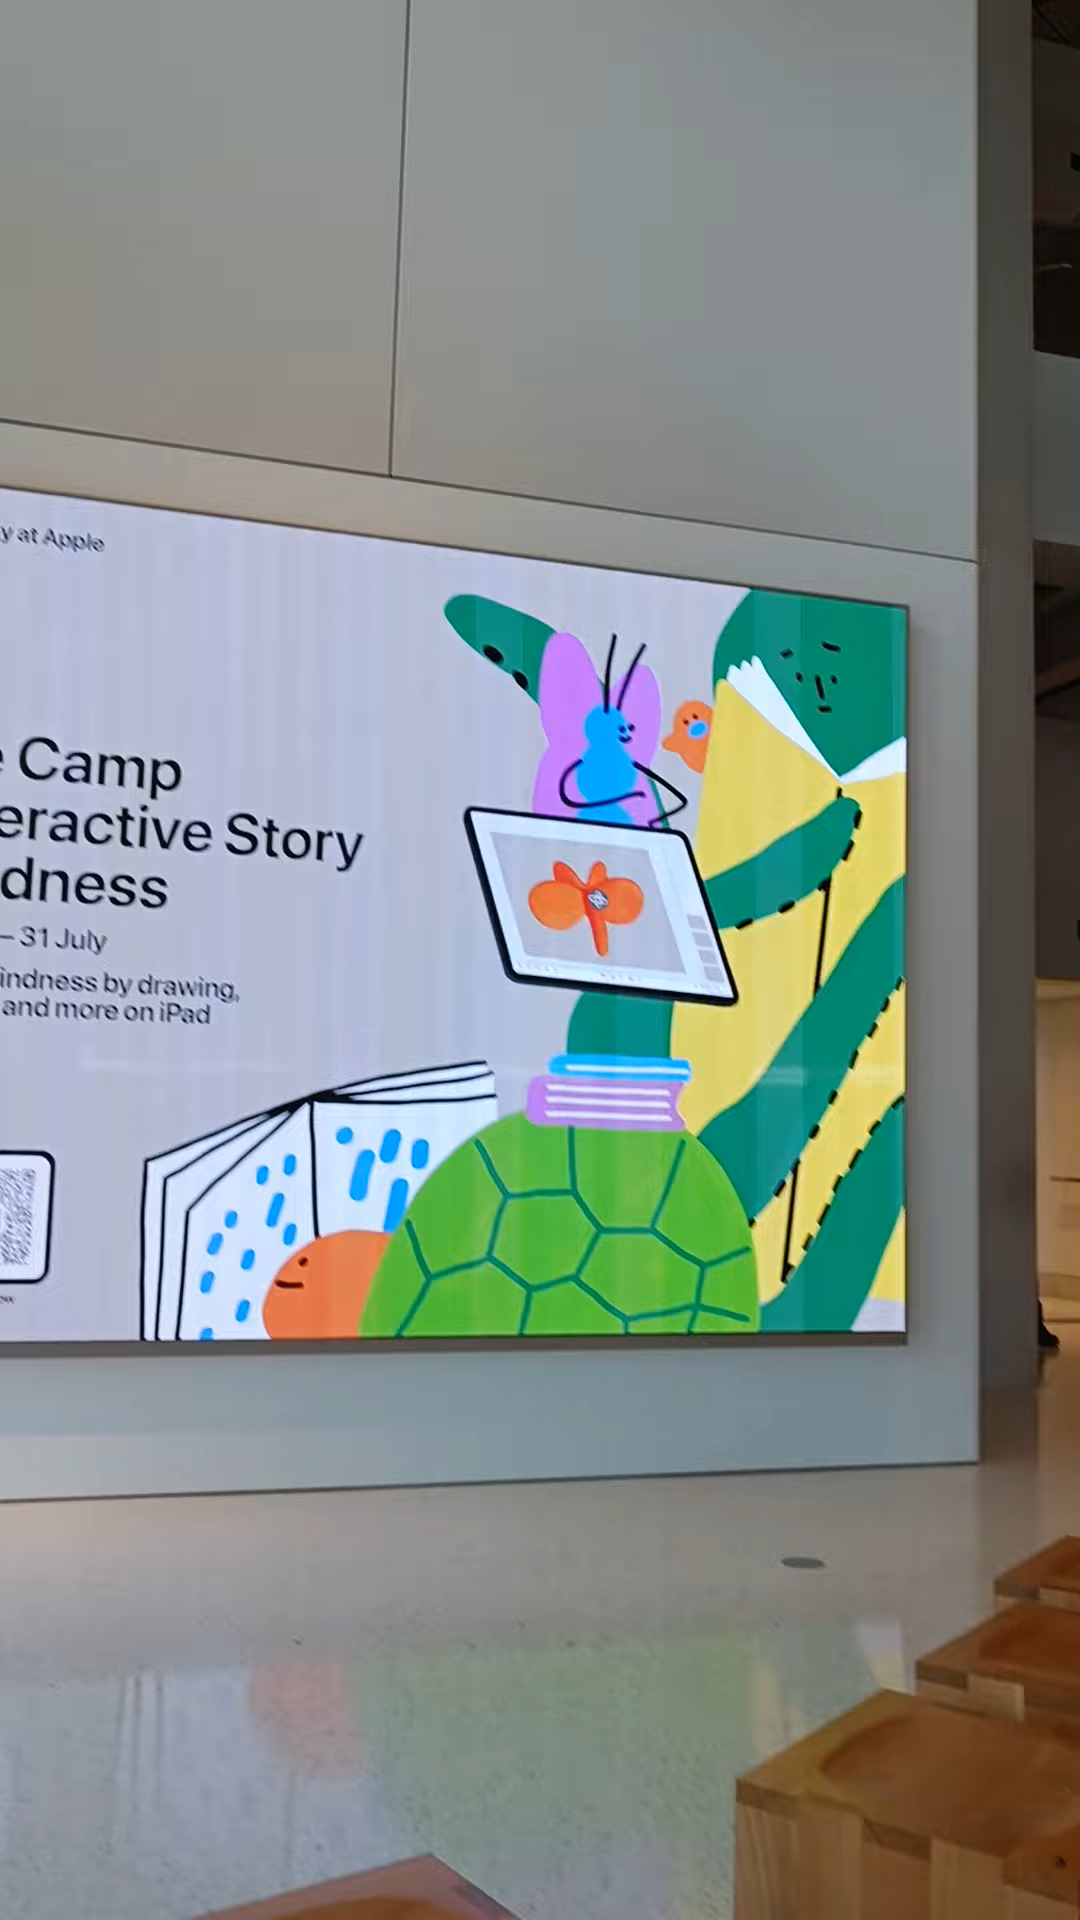 y at Apple
e Camp
eractive Story
dness
– 31 July
indness by drawing,
and more on iPad